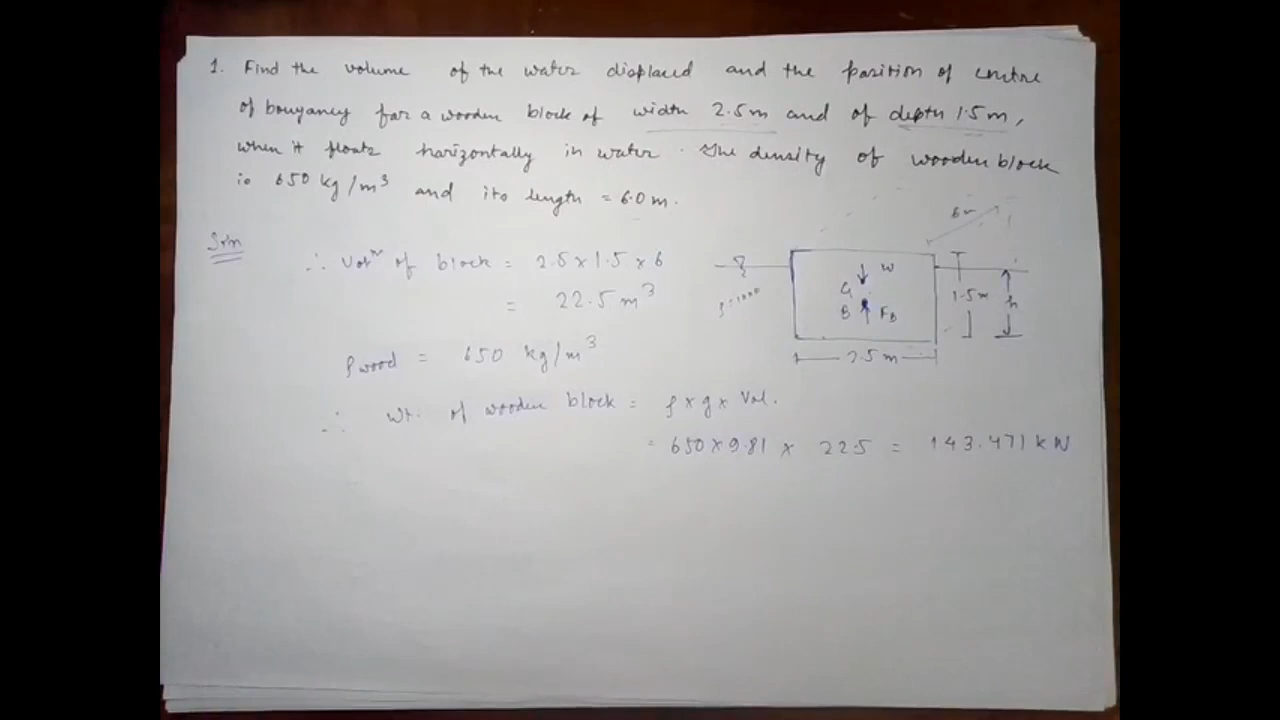 1. Find the volume of the water displaced and the position of centre
of bouyancy for a wooden block of width 2.5m and of depth 1.5m,
when it floats horizontally in water. The density of wooden block
is 650 kg/m³ and its length = 6.0m.
Soln
∴ Volᵐ of block = 2.5 x 1.5 x 6
= 22.5 m³
ρwood = 650 kg/m³
∴ Wt. of wooden block = ρ x g x Vol.
= 650 x 9.81 x 22.5 = 143.471 kN
6m
W
G
B FB
ρ = 1000
1.5m
h
2.5 m